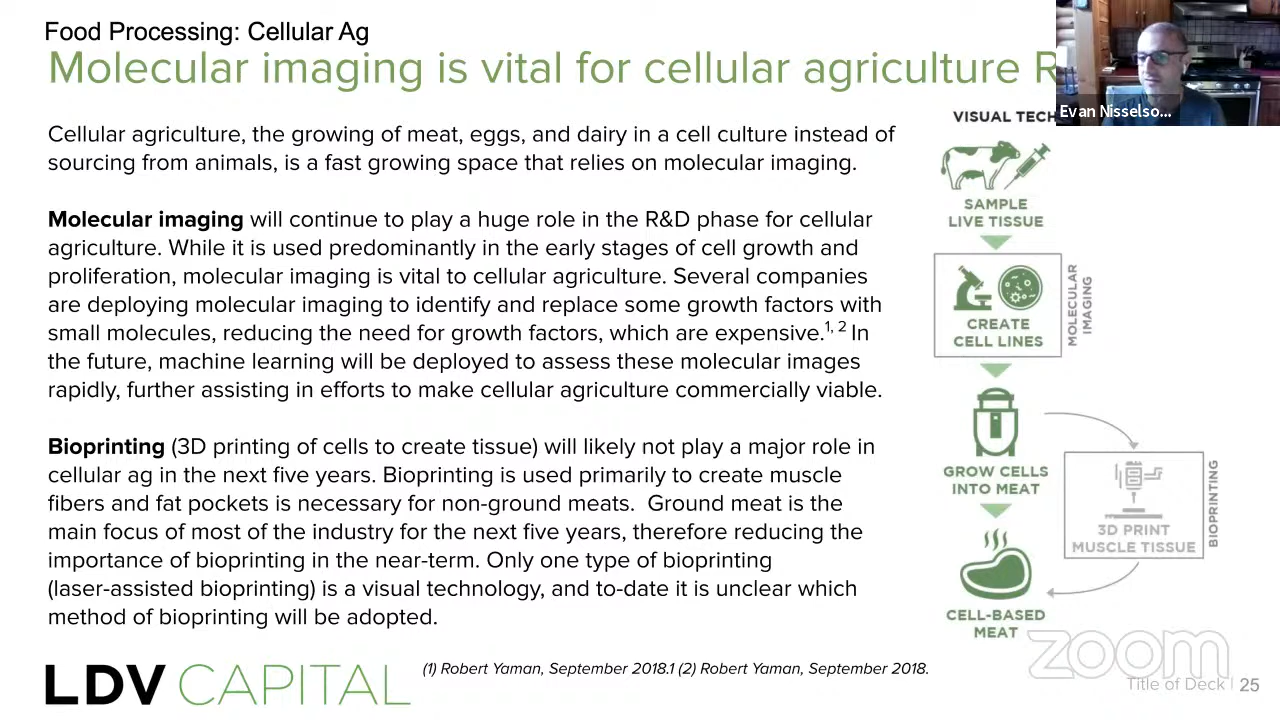 Food Processing: Cellular Ag
Molecular imaging is vital for cellular agriculture R
Evan Nisselso...
Cellular agriculture, the growing of meat, eggs, and dairy in a cell culture instead of
sourcing from animals, is a fast growing space that relies on molecular imaging.
Molecular imaging will continue to play a huge role in the R&D phase for cellular
agriculture. While it is used predominantly in the early stages of cell growth and
proliferation, molecular imaging is vital to cellular agriculture. Several companies
are deploying molecular imaging to identify and replace some growth factors with
small molecules, reducing the need for growth factors, which are expensive.1, 2 In
the future, machine learning will be deployed to assess these molecular images
rapidly, further assisting in efforts to make cellular agriculture commercially viable.
Bioprinting (3D printing of cells to create tissue) will likely not play a major role in
cellular ag in the next five years. Bioprinting is used primarily to create muscle
fibers and fat pockets is necessary for non-ground meats.  Ground meat is the
main focus of most of the industry for the next five years, therefore reducing the
importance of bioprinting in the near-term. Only one type of bioprinting
(laser-assisted bioprinting) is a visual technology, and to-date it is unclear which
method of bioprinting will be adopted.
VISUAL TECH
SAMPLE
LIVE TISSUE
CREATE
CELL LINES
MOLECULAR
IMAGING
GROW CELLS
INTO MEAT
3D PRINT
MUSCLE TISSUE
BIOPRINTING
CELL-BASED
MEAT
LDV CAPITAL
(1) Robert Yaman, September 2018.1 (2) Robert Yaman, September 2018.
zoom
Title of Deck | 25